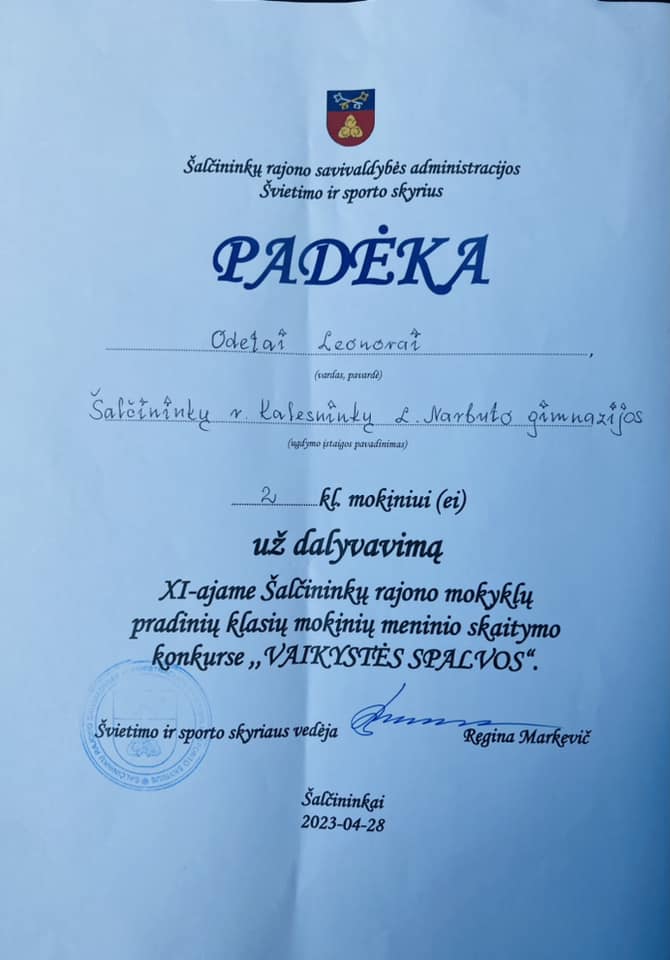 Šalčininkų rajono savivaldybės administracijos
Švietimo ir sporto skyrius
PADĖKA
Odetai Leonorai,
(vardas, pavardė)
Šalčininkų r. Kalesninkų L. Narbuto gimnazijos
(ugdymo įstaigos pavadinimas)
2 kl. mokiniui (ei)
už dalyvavimą
XI-ajame Šalčininkų rajono mokyklų
pradinių klasių mokinių meninio skaitymo
konkurse ,,VAIKYSTĖS SPALVOS“.
Švietimo ir sporto skyriaus vedėja Regina Markevič
Šalčininkai
2023-04-28